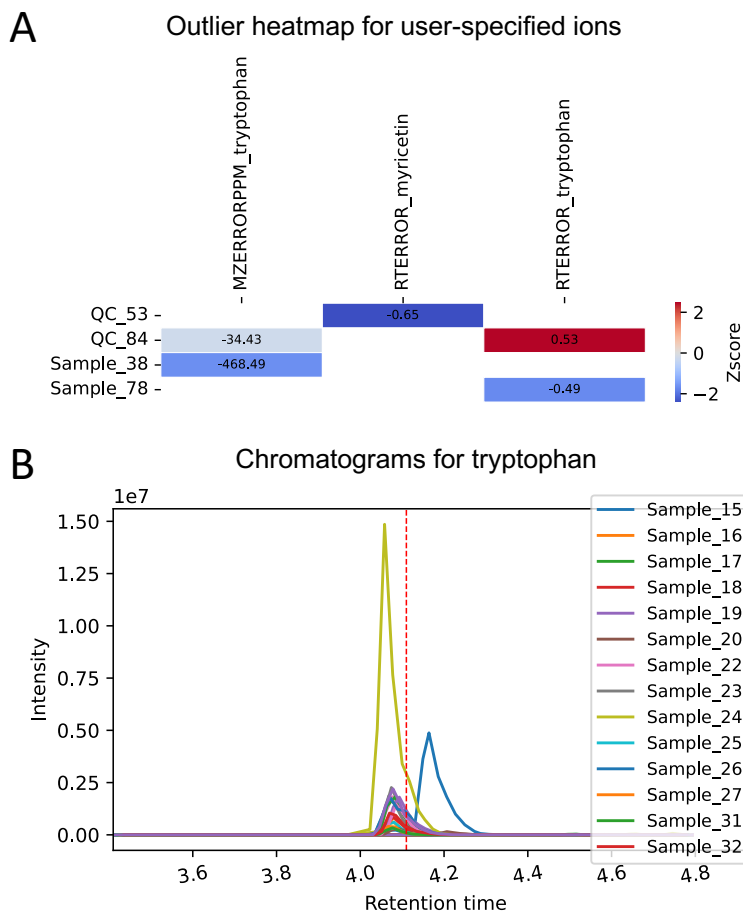 A
Outlier heatmap for user-specified ions
MZERRORPPM_tryptophan
RTERROR_myricetin
RTERROR_tryptophan
QC_53
QC_84
Sample_38
Sample_78
-0.65
-34.43
0.53
-468.49
-0.49
2
0
−2
Zscore
B
Chromatograms for tryptophan
1e7
1.50
1.25
1.00
0.75
0.50
0.25
0.00
Intensity
3.6
4.0
4.2
4.4
4.6
4.8
Retention time
Sample_15
Sample_16
Sample_17
Sample_18
Sample_19
Sample_20
Sample_22
Sample_23
Sample_24
Sample_25
Sample_26
Sample_27
Sample_31
Sample_32